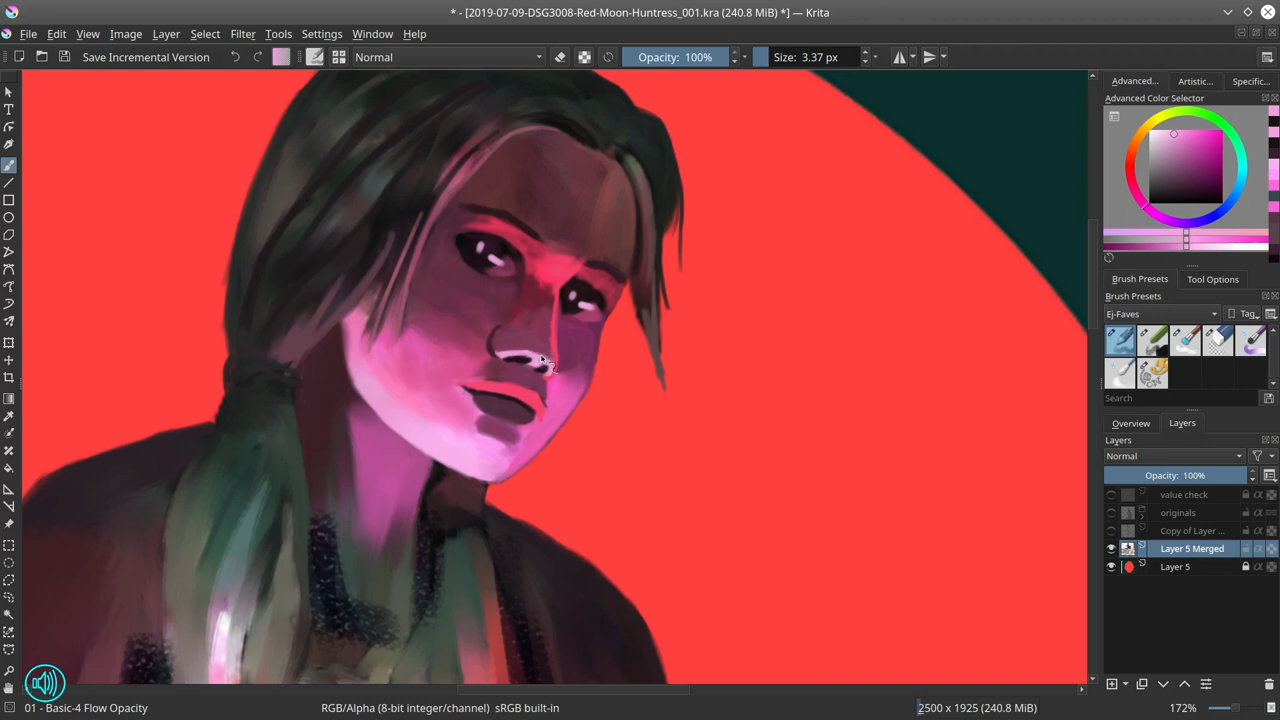 * - [2019-07-09-DSG3008-Red-Moon-Huntress_001.kra (240.8 MiB) *] — Krita
File Edit View Image Layer Select Filter Tools Settings Window Help
Save Incremental Version Normal Opacity: 100% Size: 3.37 px
Advanced... Artistic... Specific...
Advanced Color Selector
Brush Presets Tool Options
Brush Presets
Ej-Faves Tag
Search
Overview Layers
Layers
Normal
Opacity: 100%
value check
originals
Copy of Layer ...
Layer 5 Merged
Layer 5
01 - Basic-4 Flow Opacity RGB/Alpha (8-bit integer/channel) sRGB built-in 2500 x 1925 (240.8 MiB) 172%